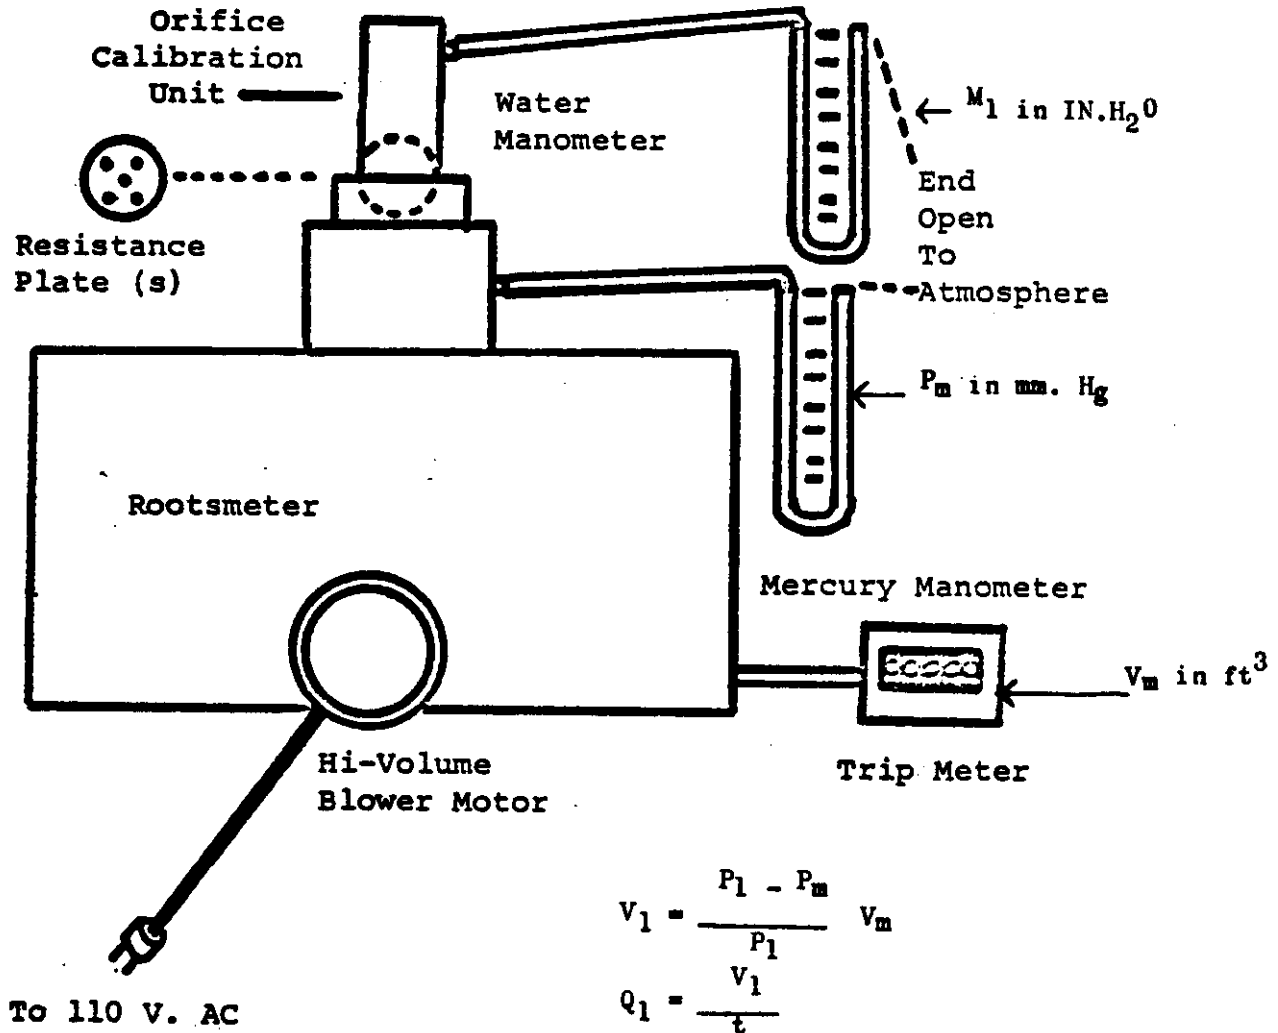 Orifice
Calibration
Unit
Water
Manometer
M1 in IN.H2O
End
Open
To
Atmosphere
Resistance
Plate (s)
Pm in mm. Hg
Rootsmeter
Mercury Manometer
Vm in ft3
Trip Meter
Hi-Volume
Blower Motor
To 110 V. AC
V1 = P1 - Pm / P1 Vm
Q1 = V1 / t